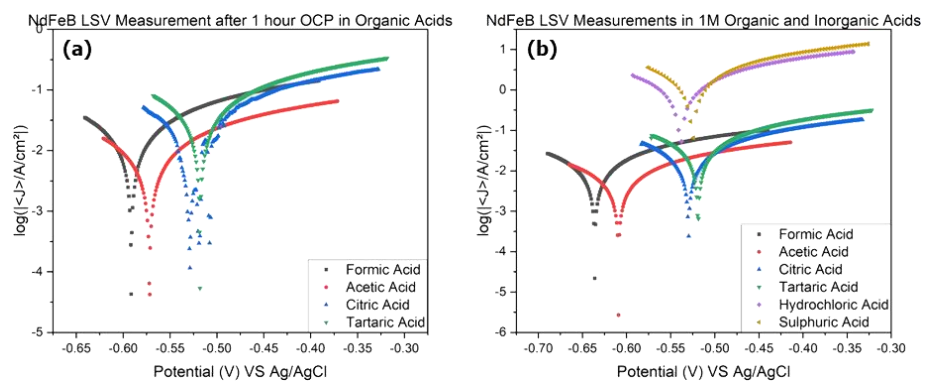 NdFeB LSV Measurement after 1 hour OCP in Organic Acids
(a)
0
-1
-2
-3
-4
-5
log(|<J>/A/cm²|)
Formic Acid
Acetic Acid
Citric Acid
Tartaric Acid
-0.65 -0.60 -0.55 -0.50 -0.45 -0.40 -0.35 -0.30
Potential (V) VS Ag/AgCl
NdFeB LSV Measurements in 1M Organic and Inorganic Acids
(b)
1
0
-1
-2
-3
-4
-5
-6
log(|<J>/A/cm²|)
Formic Acid
Acetic Acid
Citric Acid
Tartaric Acid
Hydrochloric Acid
Sulphuric Acid
-0.70 -0.65 -0.60 -0.55 -0.50 -0.45 -0.40 -0.35 -0.30
Potential (V) VS Ag/AgCl